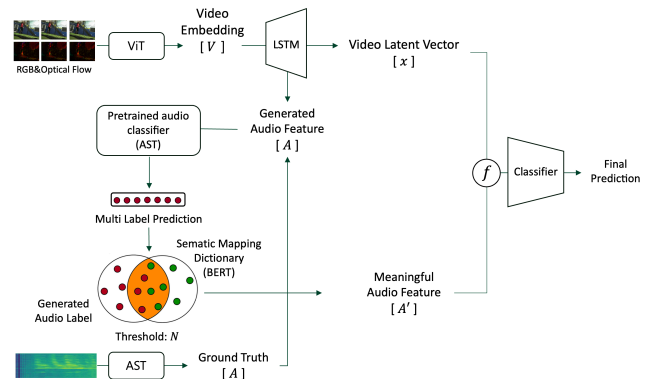 RGB&Optical Flow
ViT
Video
Embedding
[ V ]
LSTM
Video Latent Vector
[ x ]
Generated
Audio Feature
[ A ]
Pretrained audio
classifier
(AST)
Multi Label Prediction
Sematic Mapping
Dictionary
(BERT)
Generated
Audio Label
Threshold: N
Meaningful
Audio Feature
[ A′ ]
f
Classifier
Final
Prediction
AST
Ground Truth
[ A ]